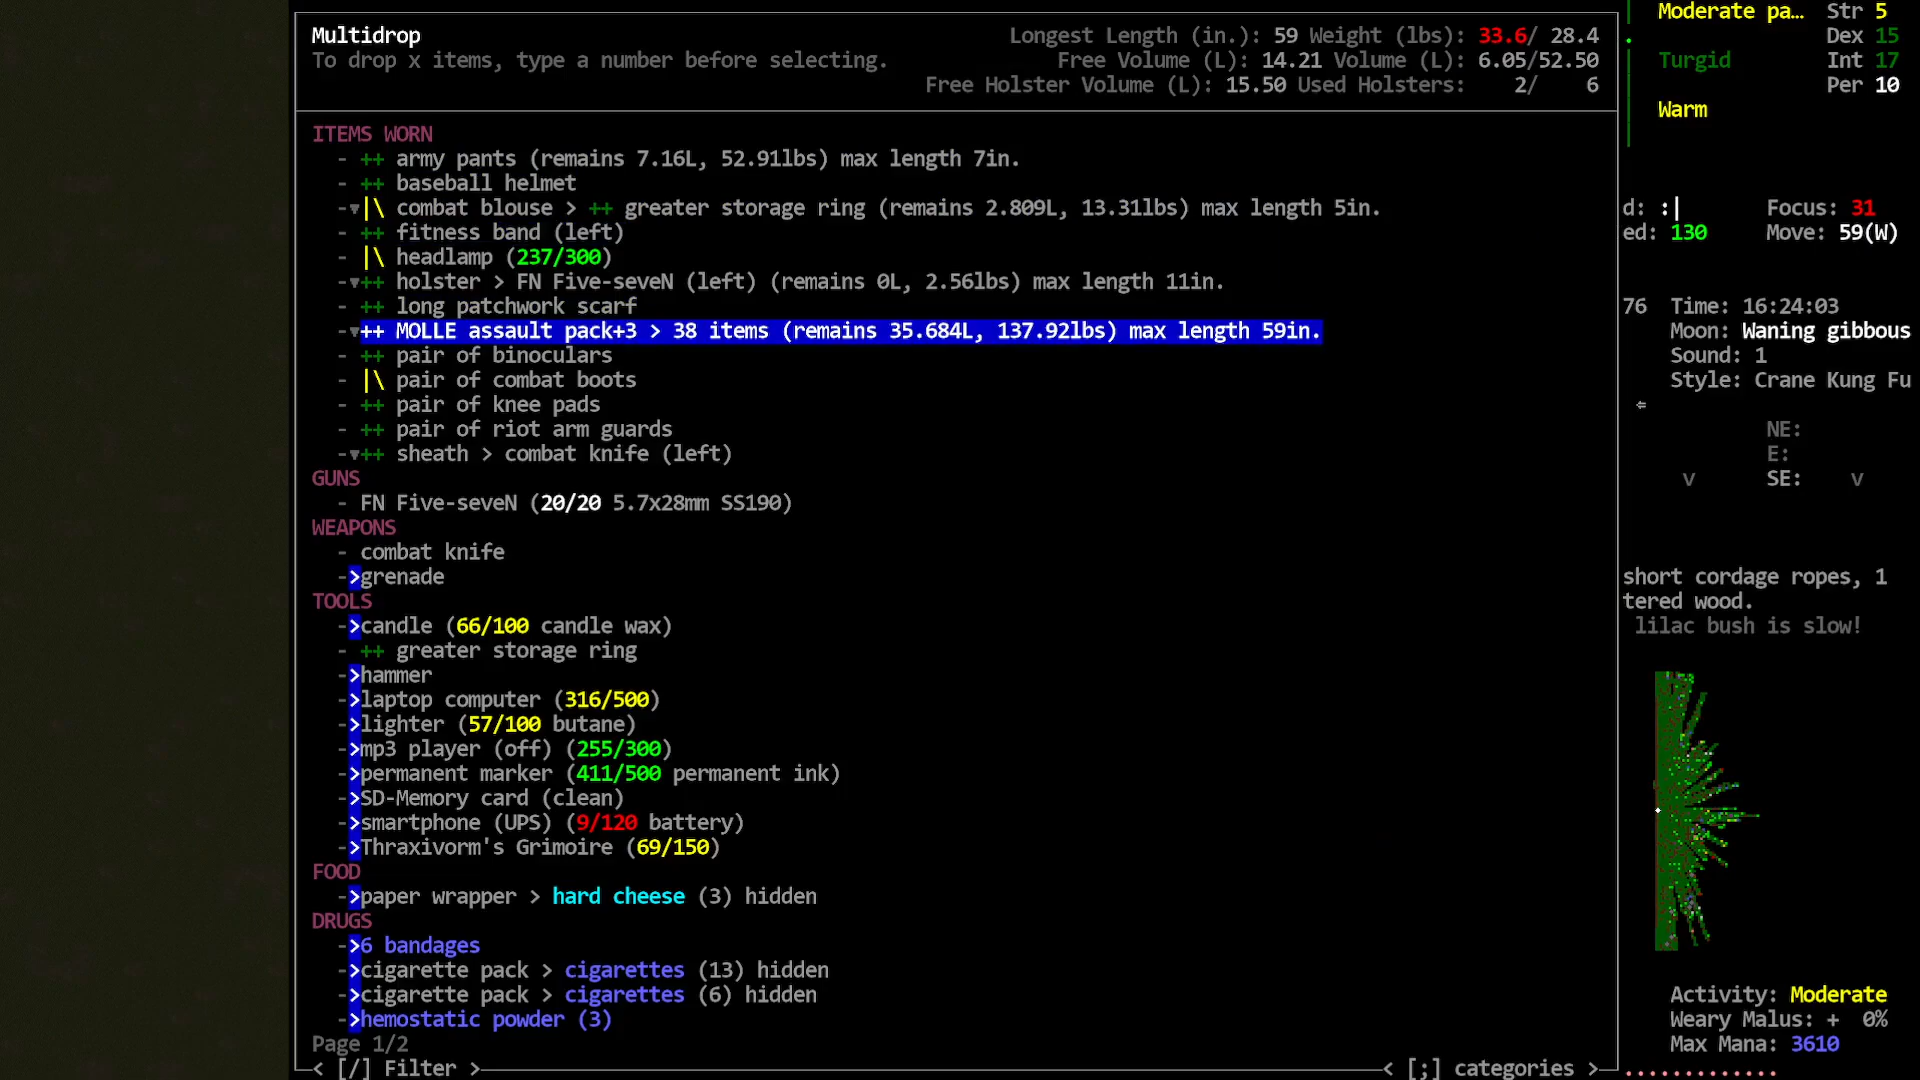 Multidrop
To drop x items, type a number before selecting.
Longest Length (in.): 59 Weight (lbs): 33.6/ 28.4
Free Volume (L): 14.21 Volume (L): 6.05/52.50
Free Holster Volume (L): 15.50 Used Holsters: 2/ 6
ITEMS WORN
- ++ army pants (remains 7.16L, 52.91lbs) max length 7in.
- ++ baseball helmet
-▾|\ combat blouse > ++ greater storage ring (remains 2.809L, 13.31lbs) max length 5in.
- ++ fitness band (left)
- |\ headlamp (237/300)
-▾++ holster > FN Five-seveN (left) (remains 0L, 2.56lbs) max length 11in.
- ++ long patchwork scarf
-▾++ MOLLE assault pack+3 > 38 items (remains 35.684L, 137.92lbs) max length 59in.
- ++ pair of binoculars
- |\ pair of combat boots
- ++ pair of knee pads
- ++ pair of riot arm guards
-▾++ sheath > combat knife (left)
GUNS
- FN Five-seveN (20/20 5.7x28mm SS190)
WEAPONS
- combat knife
->grenade
TOOLS
->candle (66/100 candle wax)
- ++ greater storage ring
->hammer
->laptop computer (316/500)
->lighter (57/100 butane)
->mp3 player (off) (255/300)
->permanent marker (411/500 permanent ink)
->SD-Memory card (clean)
->smartphone (UPS) (9/120 battery)
->Thraxivorm's Grimoire (69/150)
FOOD
->paper wrapper > hard cheese (3) hidden
DRUGS
->6 bandages
->cigarette pack > cigarettes (13) hidden
->cigarette pack > cigarettes (6) hidden
->hemostatic powder (3)
Page 1/2
< [/] Filter >
< [;] categories >
Moderate pa… Str 5
Dex 15
Turgid Int 17
Per 10
Warm
d: :| Focus: 31
ed: 130 Move: 59(W)
76 Time: 16:24:03
Moon: Waning gibbous
Sound: 1
Style: Crane Kung Fu
⇐
NE:
E:
v SE: v
short cordage ropes, 1
tered wood.
lilac bush is slow!
Activity: Moderate
Weary Malus: + 0%
Max Mana: 3610
.............